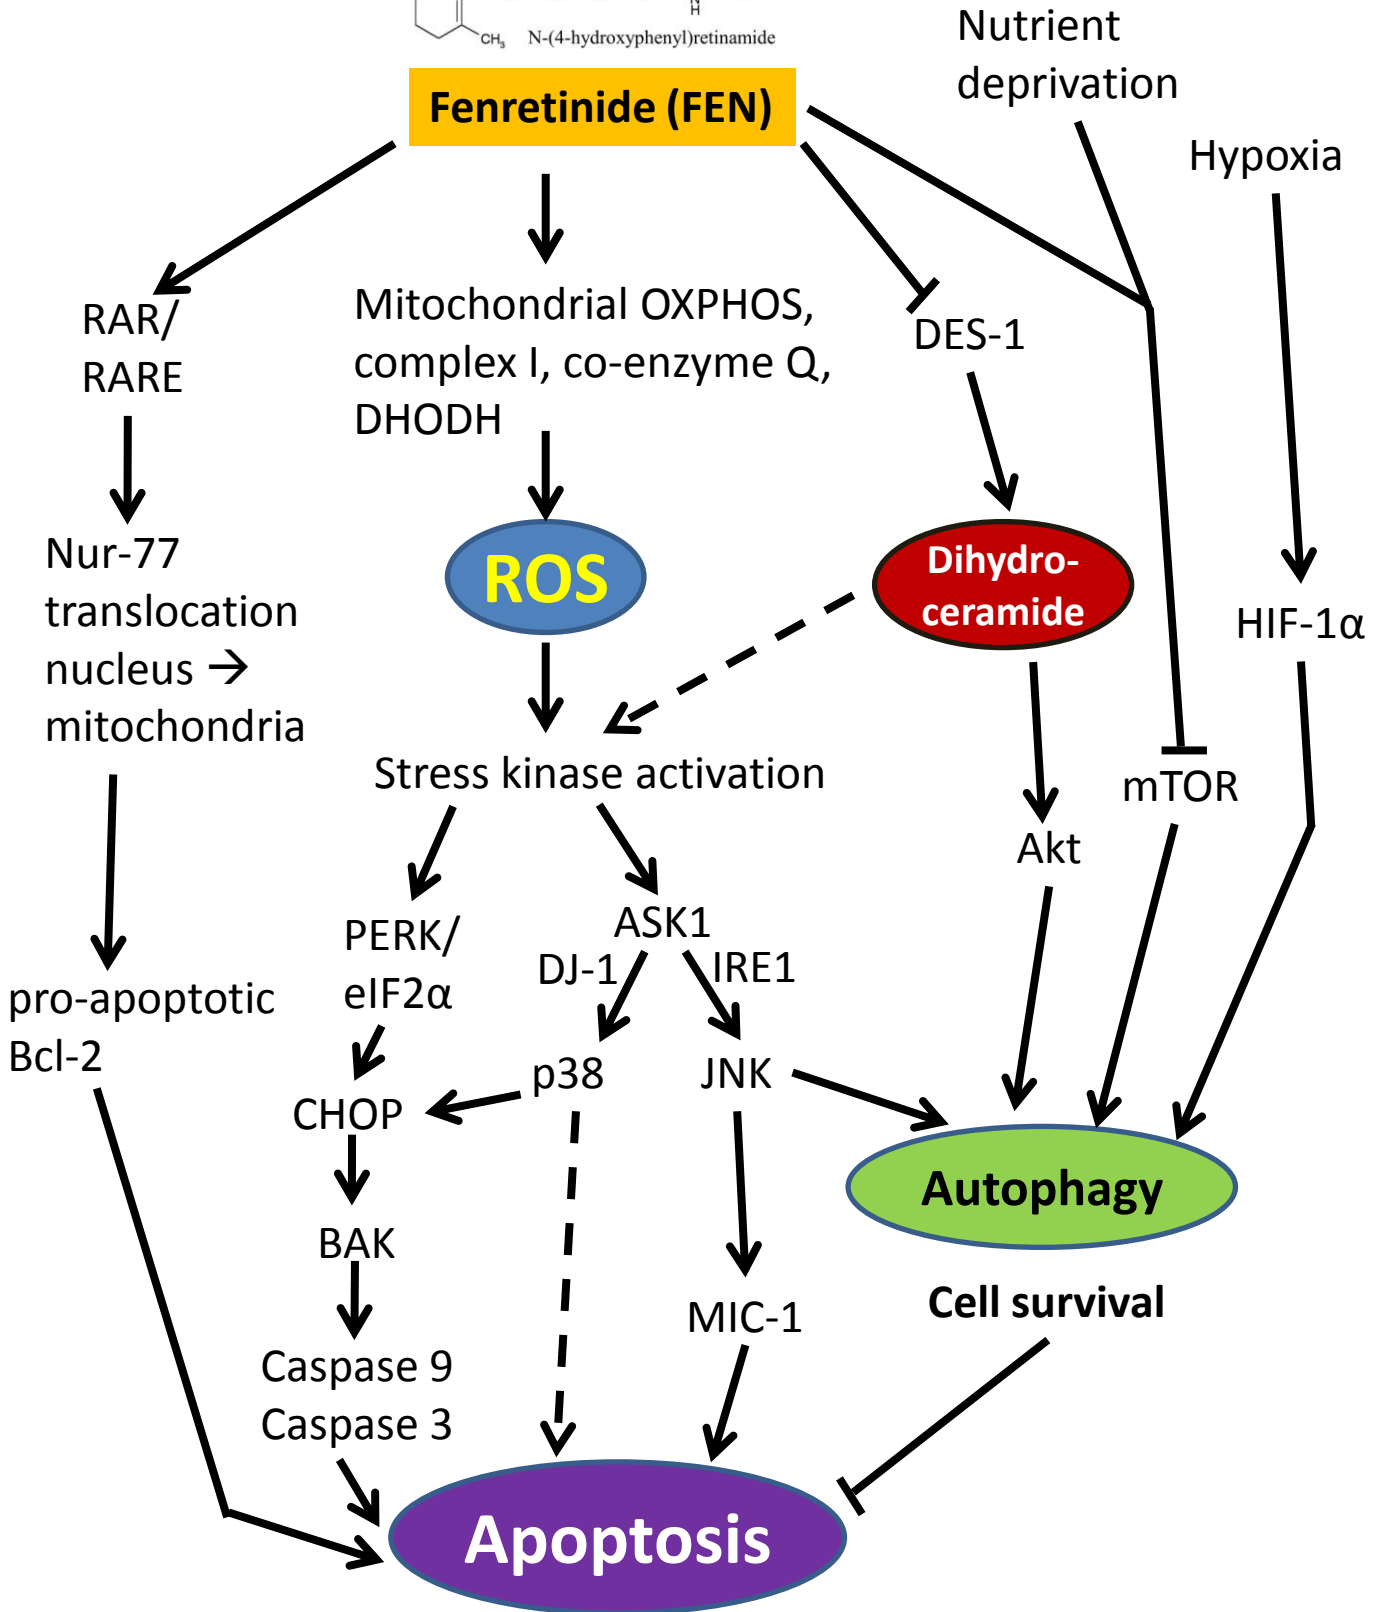 N
H
CH3
N-(4-hydroxyphenyl)retinamide
Fenretinide (FEN)
Nutrient
deprivation
Hypoxia
RAR/
RARE
Mitochondrial OXPHOS,
complex I, co-enzyme Q,
DHODH
DES-1
Nur-77
translocation
nucleus →
mitochondria
ROS
Dihydro-
ceramide
HIF-1α
Stress kinase activation
mTOR
Akt
PERK/
eIF2α
ASK1
DJ-1
IRE1
pro-apoptotic
Bcl-2
p38
JNK
CHOP
Autophagy
BAK
Cell survival
MIC-1
Caspase 9
Caspase 3
Apoptosis